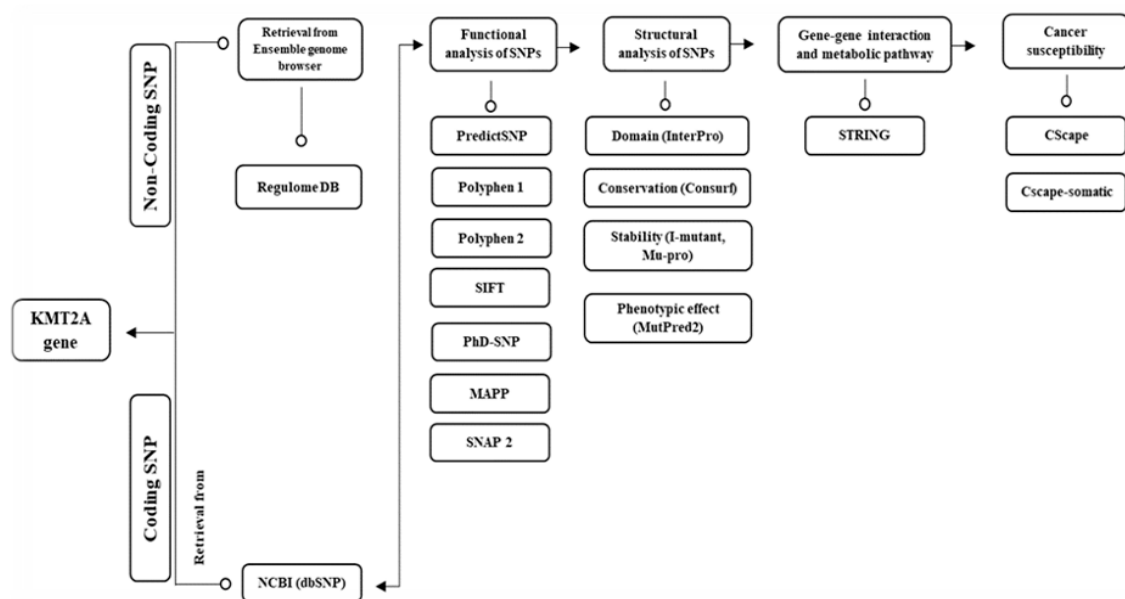 Non-Coding SNP
Retrieval from
Ensemble genome
browser
Regulome DB
KMT2A
gene
Coding SNP
Retrieval from
NCBI (dbSNP)
Functional
analysis of SNPs
PredictSNP
Polyphen 1
Polyphen 2
SIFT
PhD-SNP
MAPP
SNAP 2
Structural
analysis of SNPs
Domain (InterPro)
Conservation (Consurf)
Stability (I-mutant,
Mu-pro)
Phenotypic effect
(MutPred2)
Gene-gene interaction
and metabolic pathway
STRING
Cancer
susceptibility
CScape
Cscape-somatic